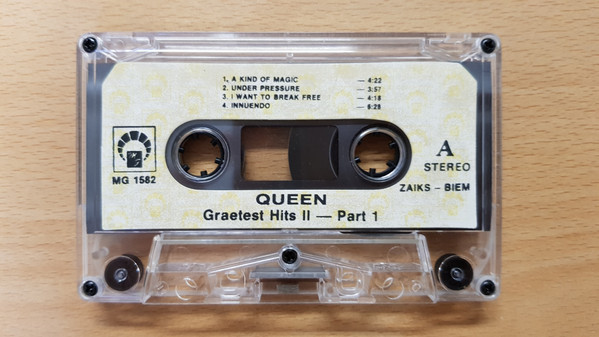 1. A KIND OF MAGIC — 4:22
2. UNDER PRESSURE — 3:57
3. I WANT TO BREAK FREE — 4:18
4. INNUENDO — 6:28
A
STEREO
MG 1582
ZAIKS – BIEM
QUEEN
Graetest Hits II — Part 1